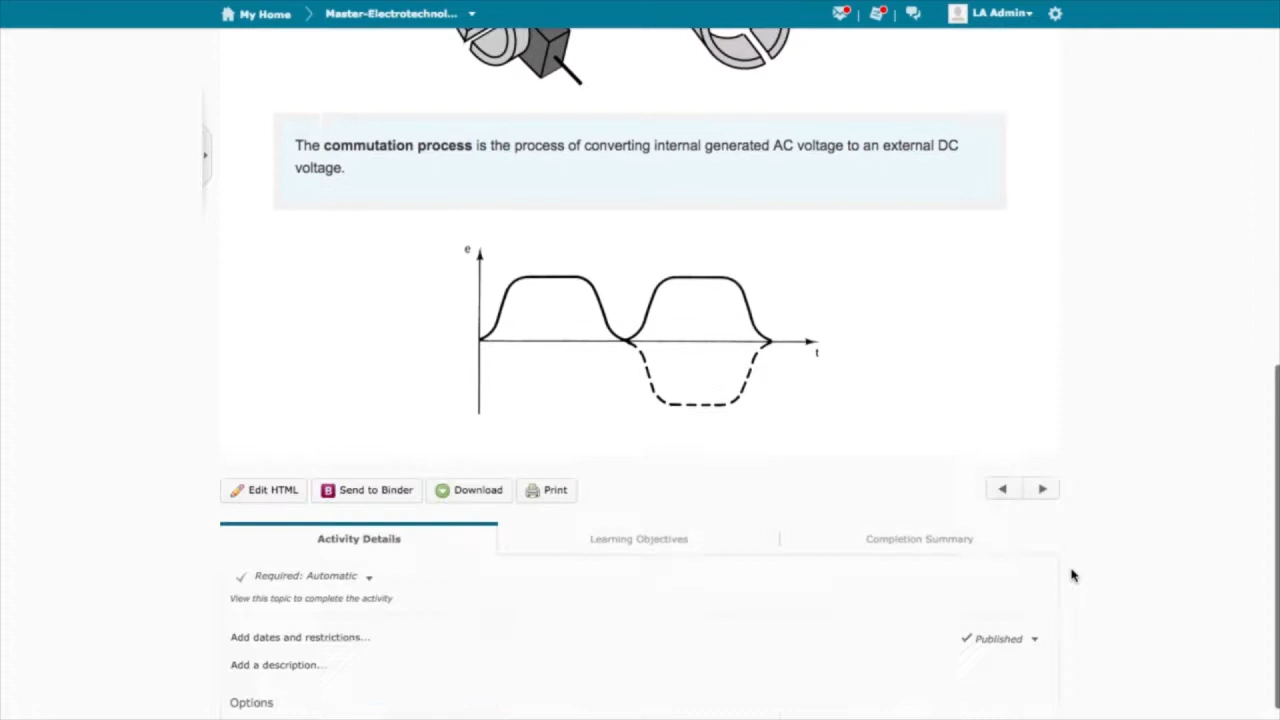 My Home
Master-Electrotechnol...
LA Admin
The commutation process is the process of converting internal generated AC voltage to an external DC
voltage.
e
t
Edit HTML
B Send to Binder
Download
Print
Activity Details
Learning Objectives
Completion Summary
Required: Automatic
View this topic to complete the activity
Add dates and restrictions...
Published
Add a description...
Options